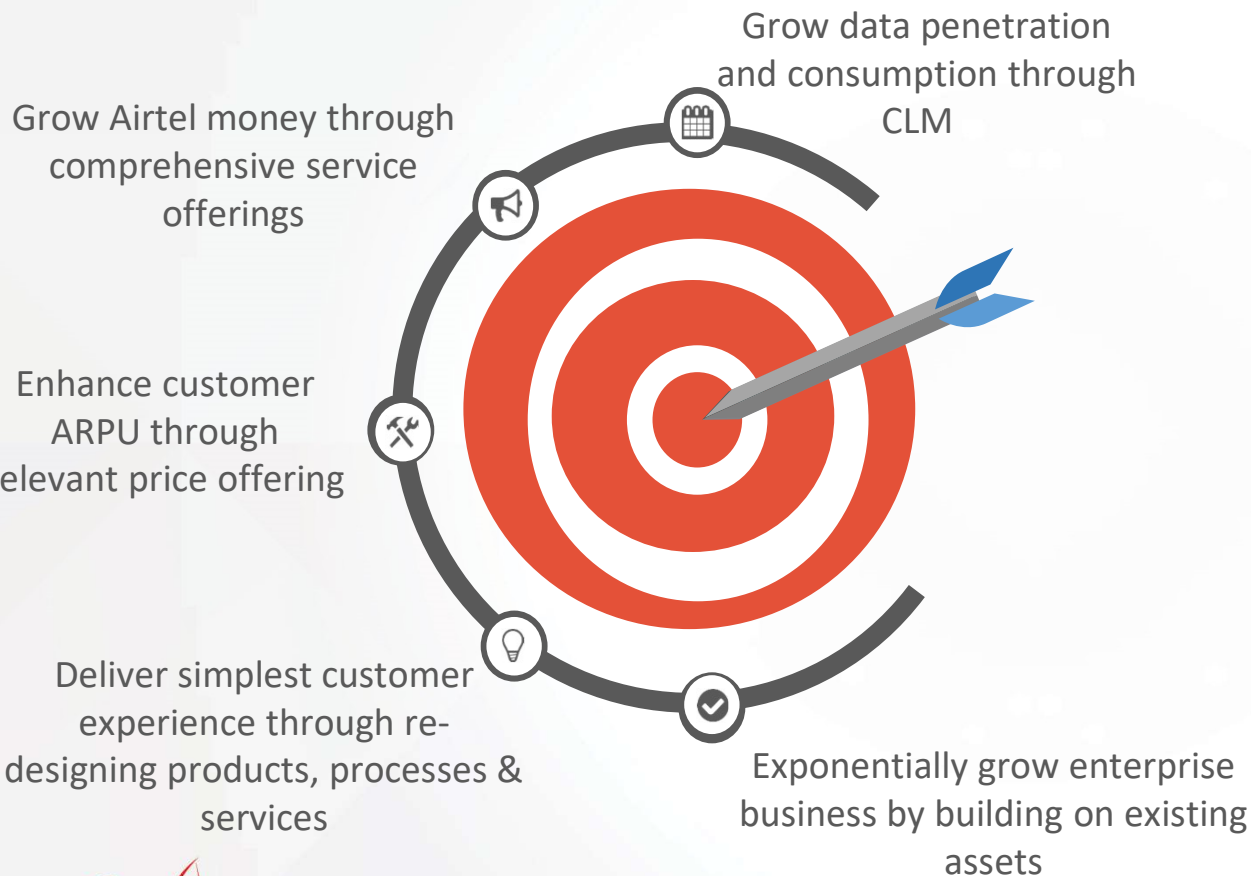 Grow data penetration
and consumption through
CLM
Grow Airtel money through
comprehensive service
offerings
Enhance customer
ARPU through
elevant price offering
Deliver simplest customer
experience through re-
designing products, processes &
services
Exponentially grow enterprise
business by building on existing
assets